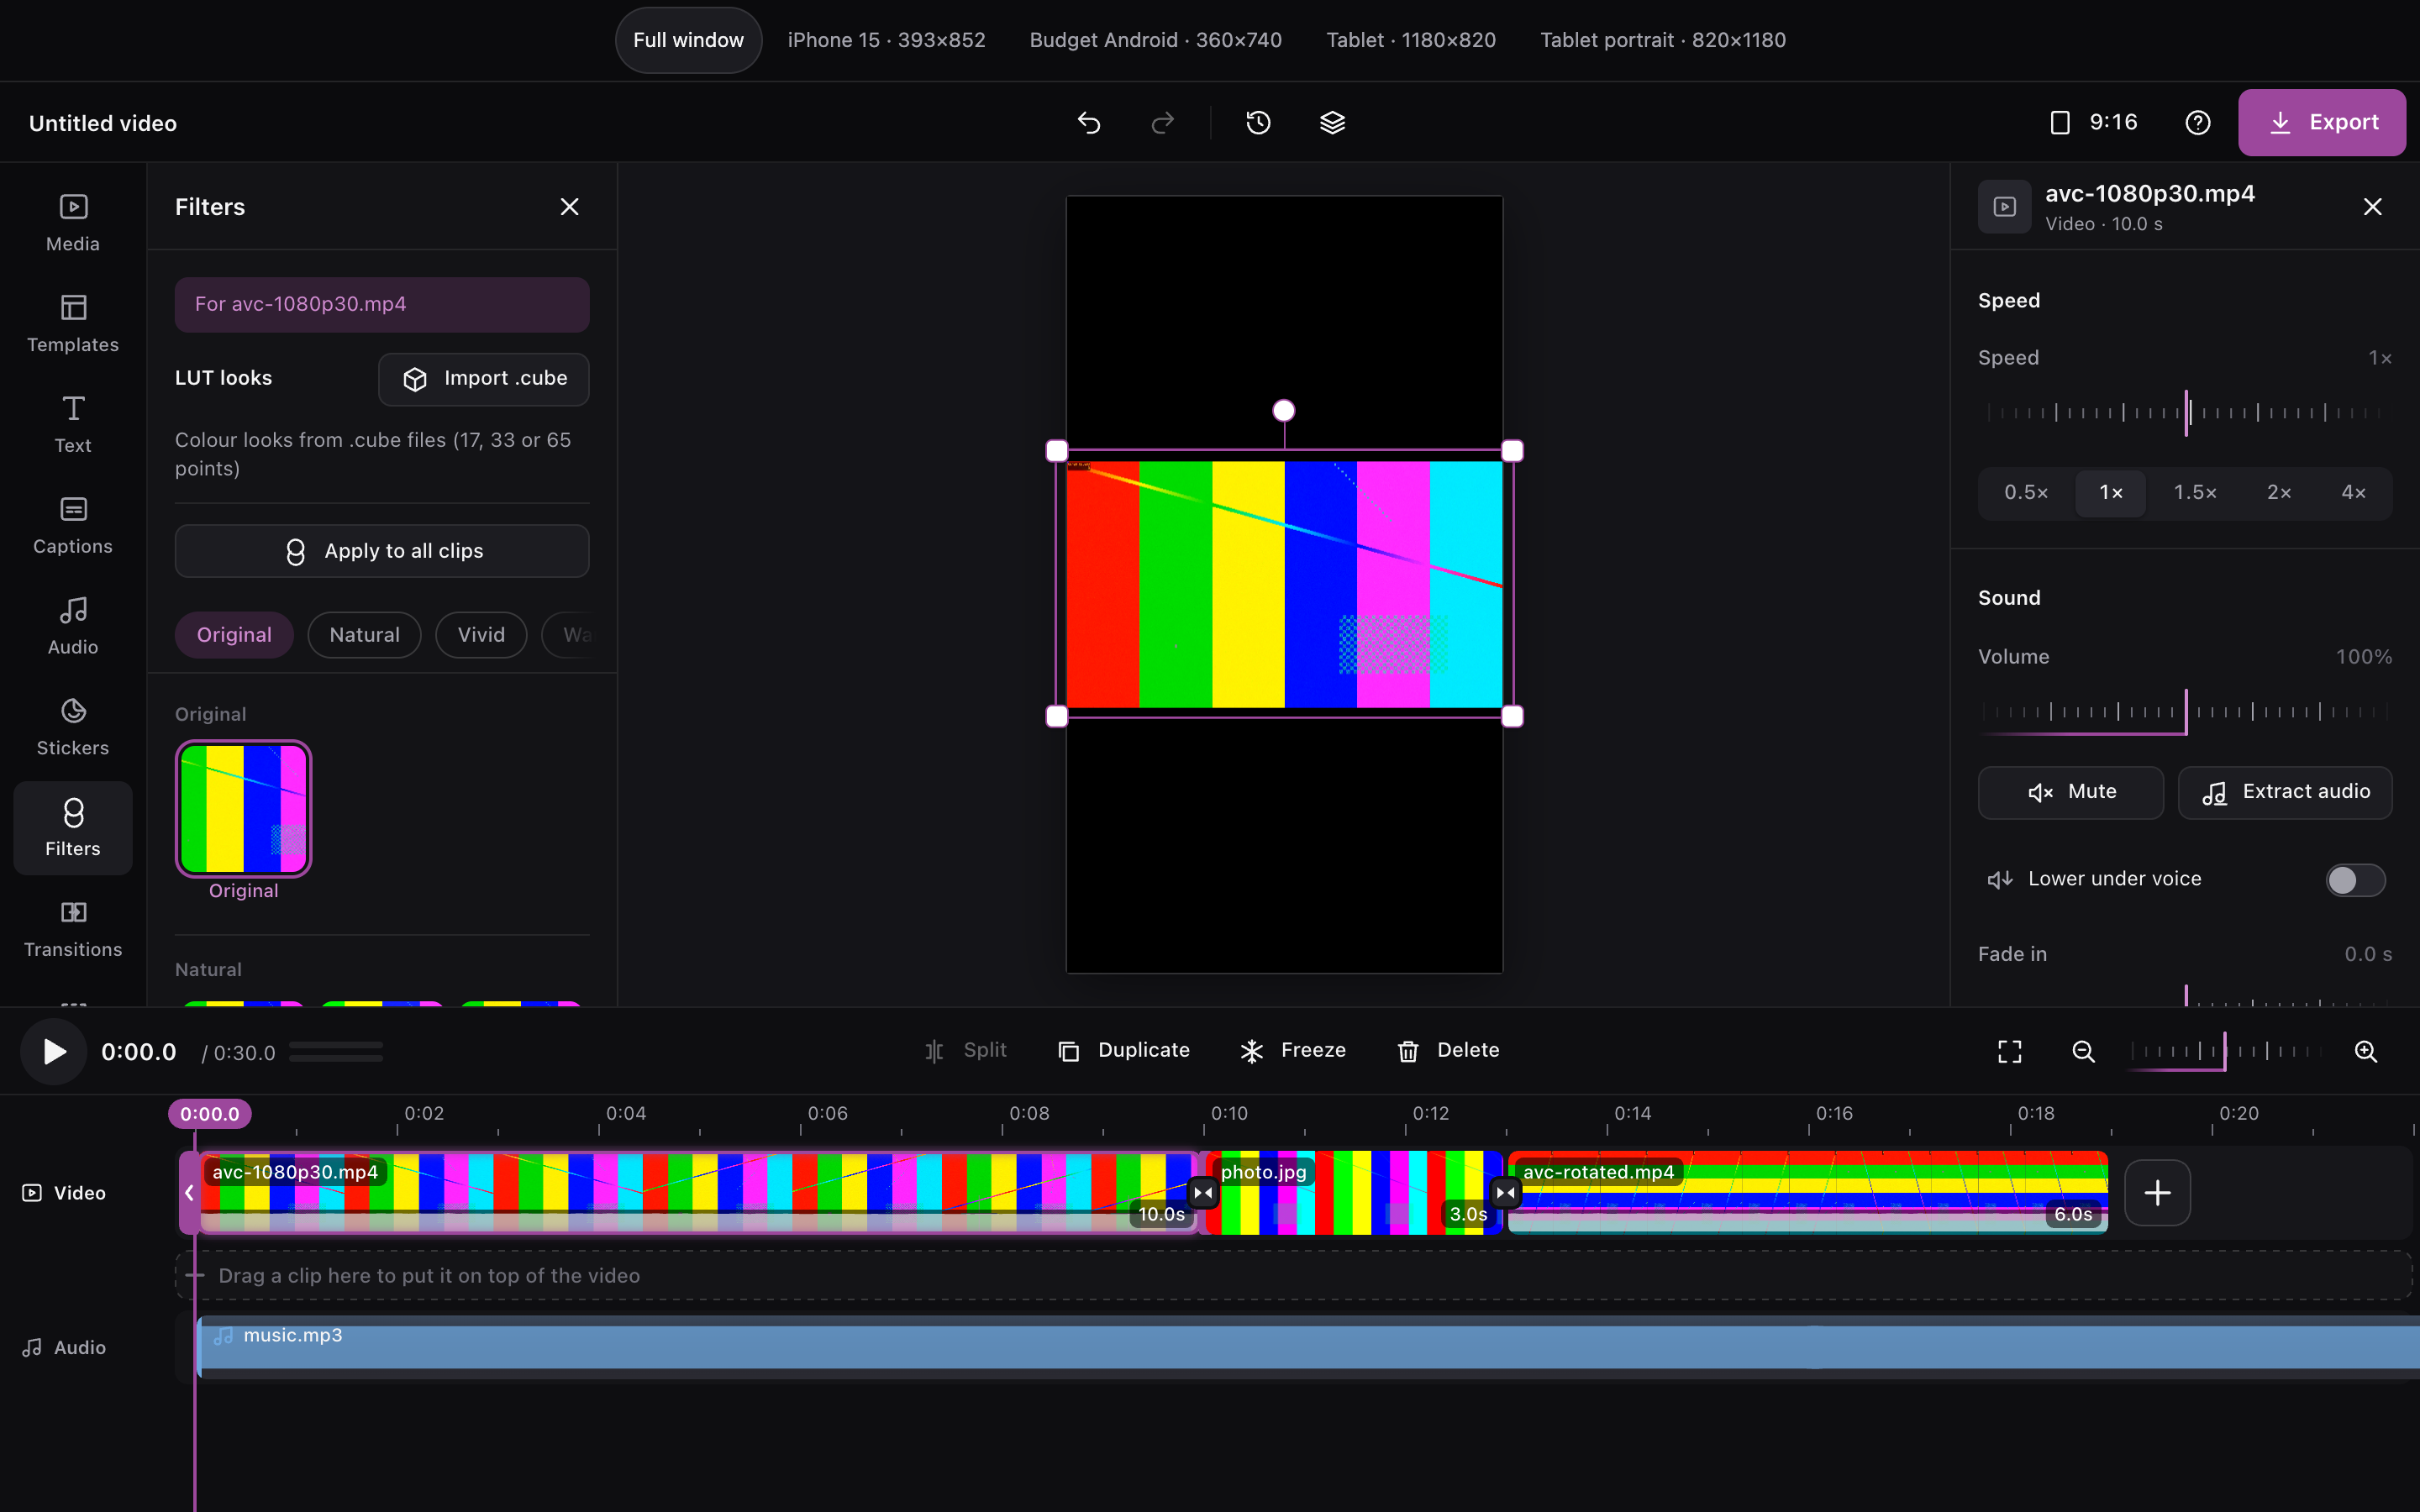 Full window
iPhone 15 · 393×852
Budget Android · 360×740
Tablet · 1180×820
Tablet portrait · 820×1180
Untitled video
9:16
Export
Media
Templates
Text
Captions
Audio
Stickers
Filters
Transitions
Filters
For avc-1080p30.mp4
LUT looks
Import .cube
Colour looks from .cube files (17, 33 or 65
points)
Apply to all clips
Original
Natural
Vivid
Original
Original
Natural
avc-1080p30.mp4
Video · 10.0 s
Speed
Speed
1×
0.5×
1×
1.5×
2×
4×
Sound
Volume
100%
Mute
Extract audio
Lower under voice
Fade in
0.0 s
0:00.0
/ 0:30.0
Split
Duplicate
Freeze
Delete
0:00.0
0:02
0:04
0:06
0:08
0:10
0:12
0:14
0:16
0:18
0:20
Video
avc-1080p30.mp4
10.0s
photo.jpg
3.0s
avc-rotated.mp4
6.0s
Drag a clip here to put it on top of the video
Audio
music.mp3